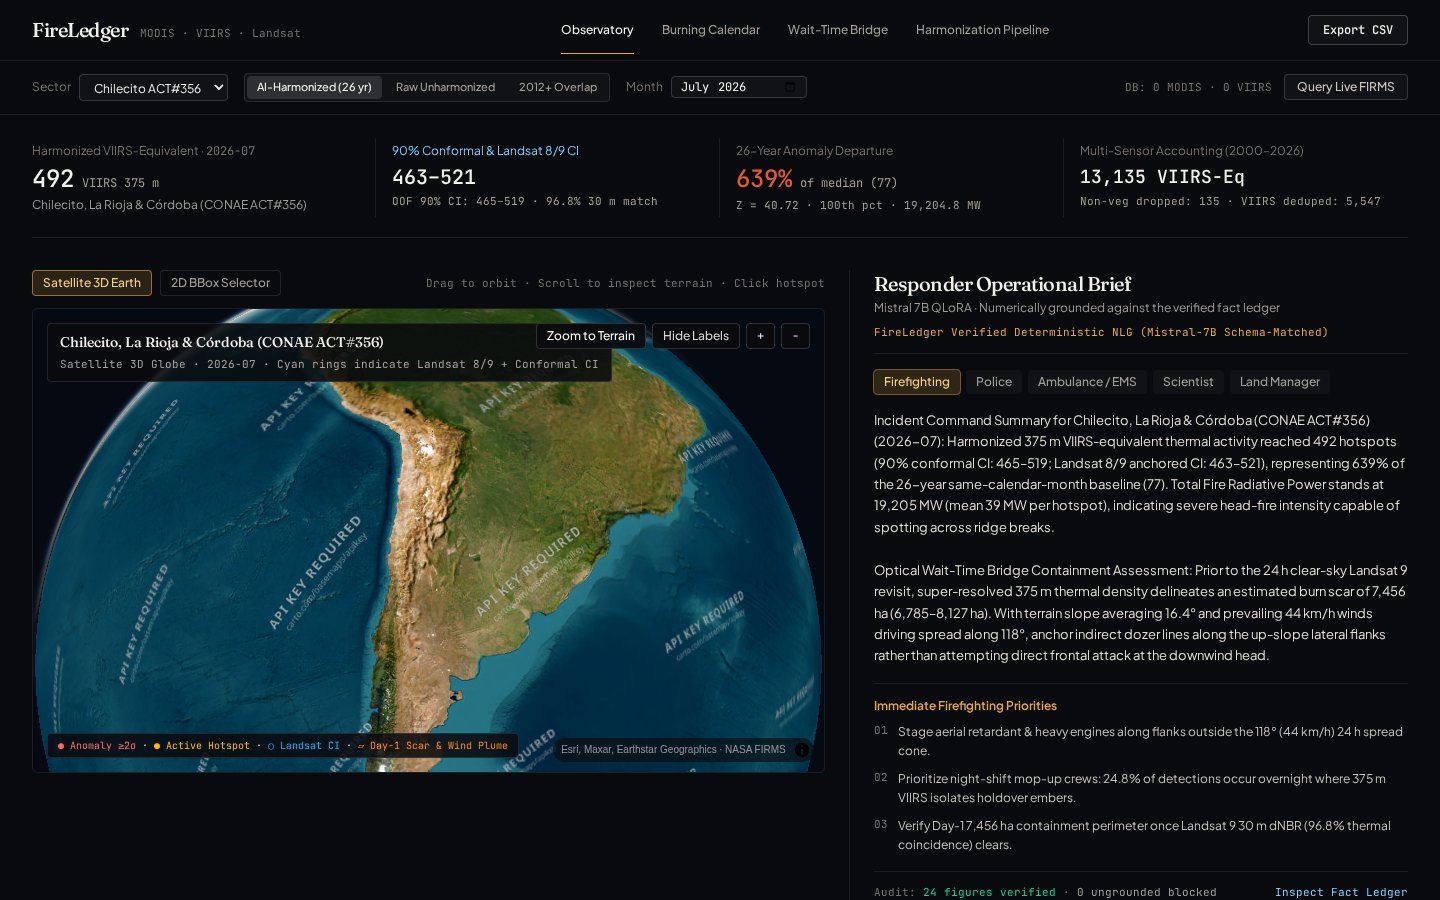 FireLedger MODIS · VIIRS · Landsat
Observatory Burning Calendar Wait-Time Bridge Harmonization Pipeline
Export CSV
Sector Chilecito ACT#356 AI-Harmonized (26 yr) Raw Unharmonized 2012+ Overlap Month July 2026
DB: 0 MODIS · 0 VIIRS Query Live FIRMS
Harmonized VIIRS-Equivalent · 2026-07
492 VIIRS 375 m
Chilecito, La Rioja & Córdoba (CONAE ACT#356)
90% Conformal & Landsat 8/9 CI
463–521
OOF 90% CI: 465–519 · 96.8% 30 m match
26-Year Anomaly Departure
639% of median (77)
Z = 40.72 · 100th pct · 19,204.8 MW
Multi-Sensor Accounting (2000–2026)
13,135 VIIRS-Eq
Non-veg dropped: 135 · VIIRS deduped: 5,547
Satellite 3D Earth 2D BBox Selector
Drag to orbit · Scroll to inspect terrain · Click hotspot
Chilecito, La Rioja & Córdoba (CONAE ACT#356)
Satellite 3D Globe · 2026-07 · Cyan rings indicate Landsat 8/9 + Conformal CI
Zoom to Terrain Hide Labels + -
API KEY REQUIRED
carto.com/basemaps/apikey
API KEY REQUIRED
carto.com/basemaps/apikey
API KEY REQUIRED
API KEY REQUIRED
API KEY REQUIRED
Anomaly ≥2σ · Active Hotspot · Landsat CI · Day-1 Scar & Wind Plume
Esri, Maxar, Earthstar Geographics · NASA FIRMS
Responder Operational Brief
Mistral 7B QLoRA · Numerically grounded against the verified fact ledger
FireLedger Verified Deterministic NLG (Mistral-7B Schema-Matched)
Firefighting Police Ambulance / EMS Scientist Land Manager
Incident Command Summary for Chilecito, La Rioja & Córdoba (CONAE ACT#356)
(2026-07): Harmonized 375 m VIIRS-equivalent thermal activity reached 492 hotspots
(90% conformal CI: 465–519; Landsat 8/9 anchored CI: 463–521), representing 639% of
the 26-year same-calendar-month baseline (77). Total Fire Radiative Power stands at
19,205 MW (mean 39 MW per hotspot), indicating severe head-fire intensity capable of
spotting across ridge breaks.
Optical Wait-Time Bridge Containment Assessment: Prior to the 24 h clear-sky Landsat 9
revisit, super-resolved 375 m thermal density delineates an estimated burn scar of 7,456
ha (6,785–8,127 ha). With terrain slope averaging 16.4° and prevailing 44 km/h winds
driving spread along 118°, anchor indirect dozer lines along the up-slope lateral flanks
rather than attempting direct frontal attack at the downwind head.
Immediate Firefighting Priorities
01 Stage aerial retardant & heavy engines along flanks outside the 118° (44 km/h) 24 h spread
cone.
02 Prioritize night-shift mop-up crews: 24.8% of detections occur overnight where 375 m
VIIRS isolates holdover embers.
03 Verify Day-1 7,456 ha containment perimeter once Landsat 9 30 m dNBR (96.8% thermal
coincidence) clears.
Audit: 24 figures verified · 0 ungrounded blocked Inspect Fact Ledger